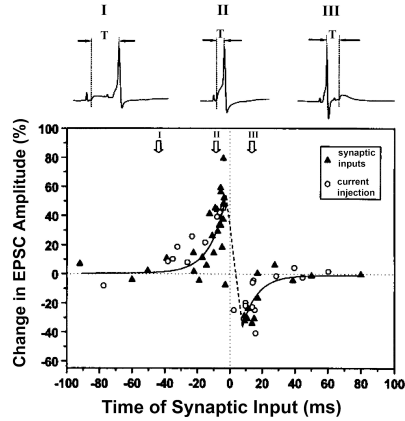 I II III
T T T
I II III
synaptic
inputs
current
injection
Change in EPSC Amplitude (%)
100
80
60
40
20
0
-20
-40
-60
-100 -80 -60 -40 -20 0 20 40 60 80 100
Time of Synaptic Input (ms)